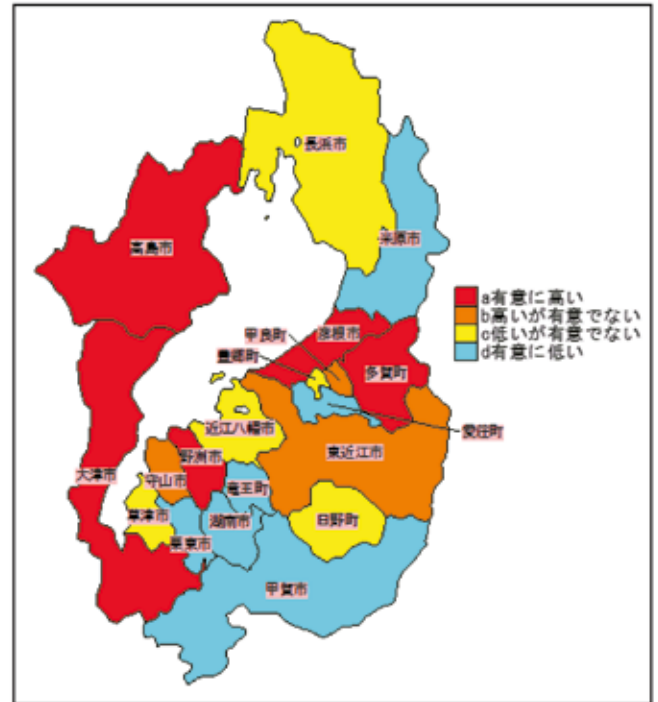 長浜市
米原市
高島市
a有意に高い
b高いが有意でない
c低いが有意でない
d有意に低い
甲良町
彦根市
豊郷町
多賀町
愛荘町
近江八幡市
東近江市
野洲市
大津市
守山市
竜王町
草津市
湖南市
日野町
栗東市
甲賀市